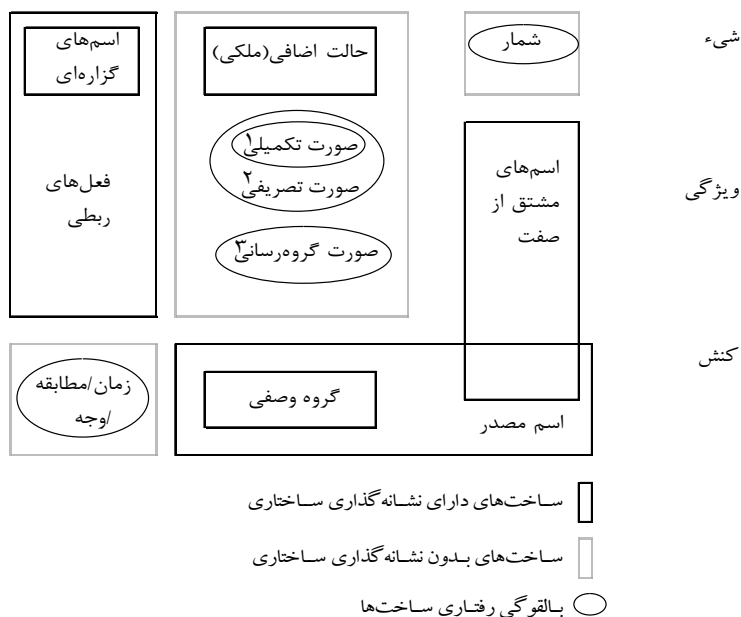 شیء
شمار
حالت اضافی(ملکی)
اسم‌های
گزاره‌ای
ویژگی
اسم‌های
مشتق از
صفت
صورت تکمیلی۱
صورت تصریفی۲
صورت گروه‌رسانی۳
فعل‌های
ربطی
کنش
اسم مصدر
گروه وصفی
زمان/مطابقه
/وجه
ساخت‌های دارای نشانه‌گذاری ساختاری
ساخت‌های بدون نشانه‌گذاری ساختاری
بالقوگی رفتاری ساخت‌ها